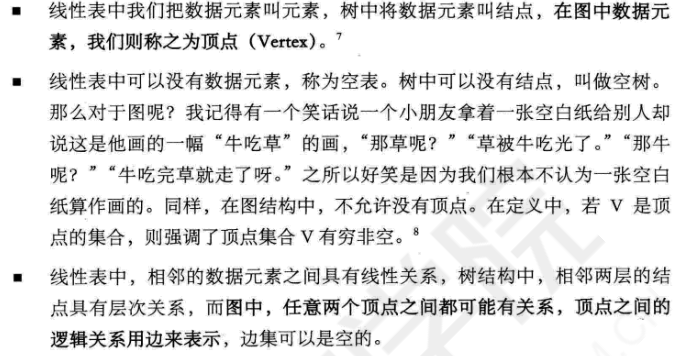 ■ 线性表中我们把数据元素叫元素，树中将数据元素叫结点，在图中数据元
素，我们则称之为顶点（Vertex）。⁷
■ 线性表中可以没有数据元素，称为空表。树中可以没有结点，叫做空树。
那么对于图呢？我记得有一个笑话说一个小朋友拿着一张空白纸给别人却
说这是他画的一幅“牛吃草”的画，“那草呢？”“草被牛吃光了。”“那牛
呢？”“牛吃完草就走了呀。”之所以好笑是因为我们根本不认为一张空白
纸算作画的。同样，在图结构中，不允许没有顶点。在定义中，若 V 是顶
点的集合，则强调了顶点集合 V 有穷非空。⁸
■ 线性表中，相邻的数据元素之间具有线性关系，树结构中，相邻两层的结
点具有层次关系，而图中，任意两个顶点之间都可能有关系，顶点之间的
逻辑关系用边来表示，边集可以是空的。